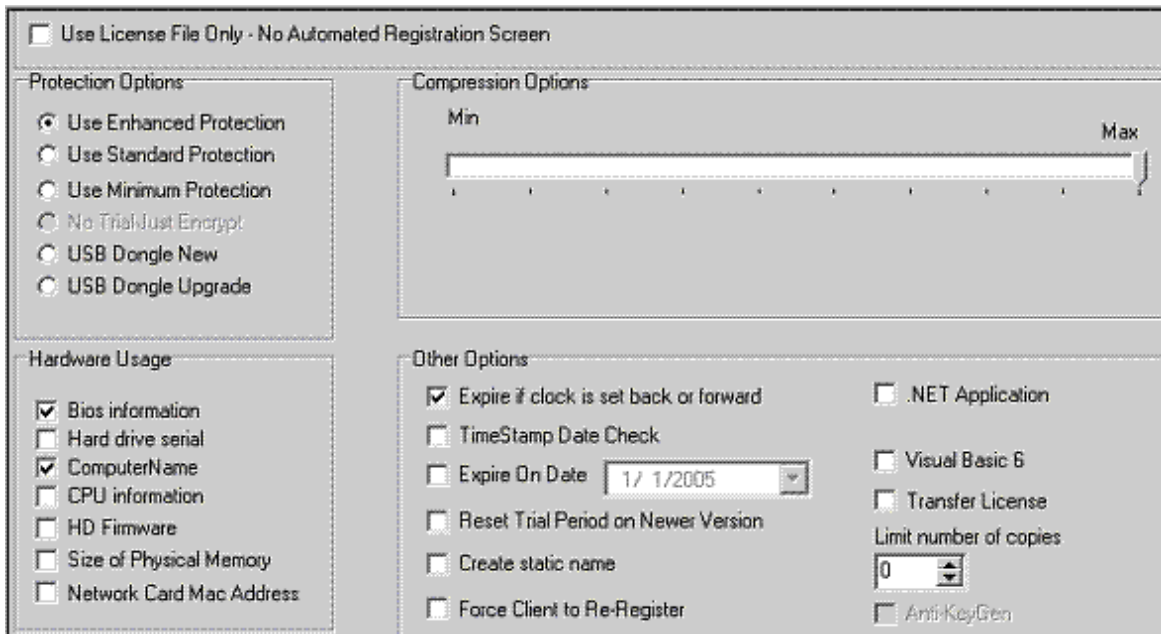 Use License File Only - No Automated Registration Screen
Protection Options
Use Enhanced Protection
Use Standard Protection
Use Minimum Protection
No Trial-Just Encrypt
USB Dongle New
USB Dongle Upgrade
Compression Options
Min
Max
Hardware Usage
Bios information
Hard drive serial
ComputerName
CPU information
HD Firmware
Size of Physical Memory
Network Card Mac Address
Other Options
Expire if clock is set back or forward
TimeStamp Date Check
Expire On Date 1/ 1/2005
Reset Trial Period on Newer Version
Create static name
Force Client to Re-Register
.NET Application
Visual Basic 6
Transfer License
Limit number of copies
0
Anti-KeyGen